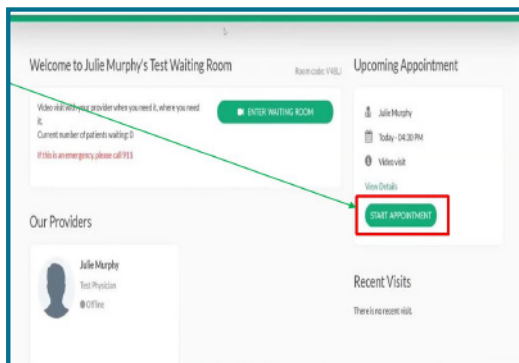 Welcome to Julie Murphy's Test Waiting Room
Room code: V4BLJ
Video visit with your provider when you need it, where you need
it.
Current number of patients waiting: 0
If this is an emergency, please call 911
ENTER WAITING ROOM
Our Providers
Julie Murphy
Test Physician
Offline
Upcoming Appointment
Julie Murphy
Today - 04:30 PM
Video visit
View Details
START APPOINTMENT
Recent Visits
There is no recent visit.